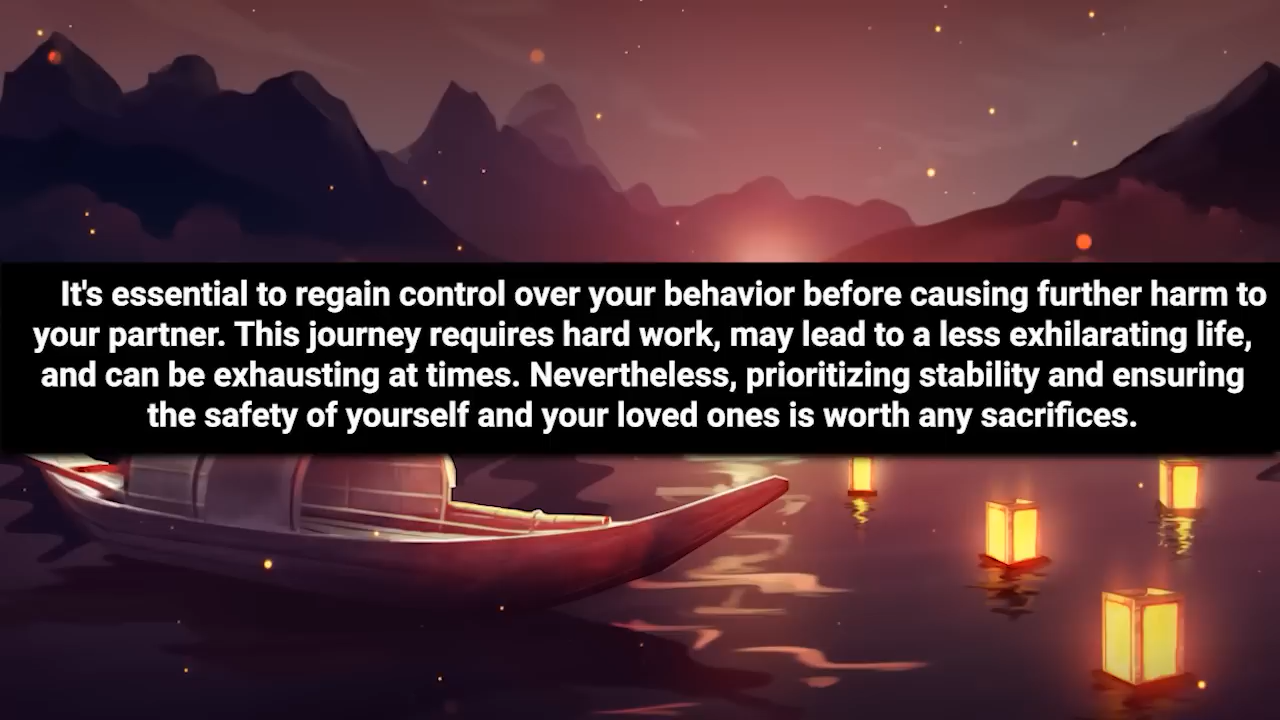 It's essential to regain control over your behavior before causing further harm to
your partner. This journey requires hard work, may lead to a less exhilarating life,
and can be exhausting at times. Nevertheless, prioritizing stability and ensuring
the safety of yourself and your loved ones is worth any sacrifices.